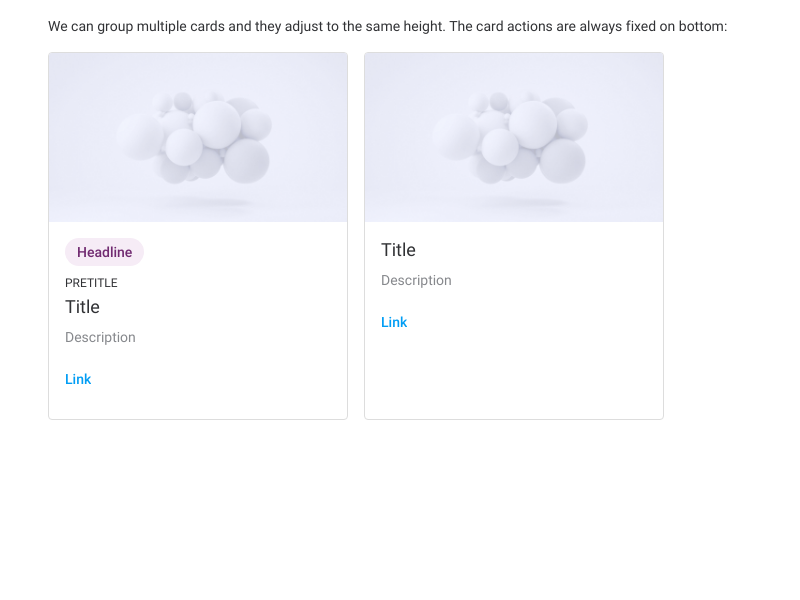 We can group multiple cards and they adjust to the same height. The card actions are always fixed on bottom:
Headline
PRETITLE
Title
Description
Link
Title
Description
Link